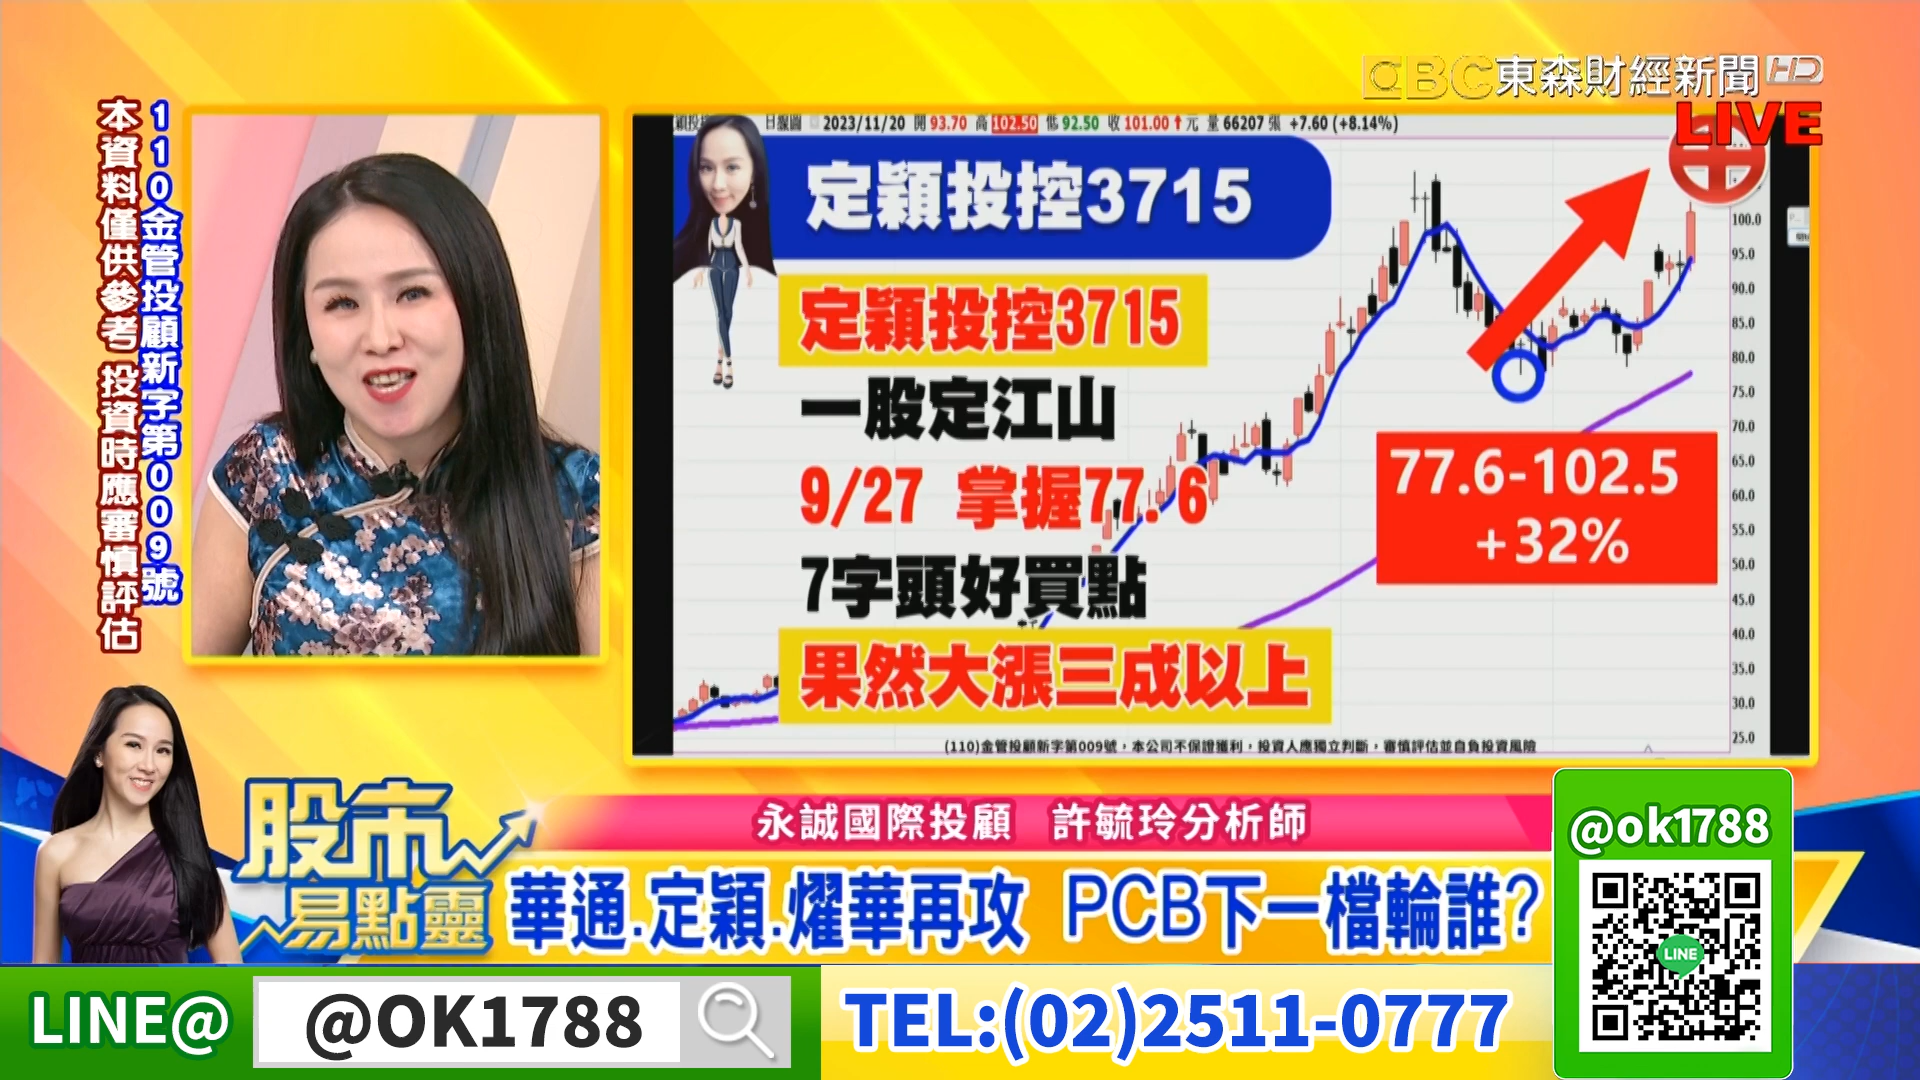 EBC東森財經新聞HD
LIVE
110金管投顧新字第009號
本資料僅供參考 投資時應審慎評估
日線圖 2023/11/20 開 93.70 高 102.50 低 92.50 收 101.00↑元 量 66207 張 +7.60 (+8.14%)
定穎投控3715
定穎投控3715
一股定江山
9/27 掌握77.6
7字頭好買點
果然大漲三成以上
77.6-102.5
+32%
100.0
95.0
90.0
85.0
80.0
75.0
70.0
65.0
60.0
55.0
50.0
45.0
40.0
35.0
30.0
25.0
(110)金管投顧新字第009號，本公司不保證獲利，投資人應獨立判斷，審慎評估並自負投資風險
股市易點靈
永誠國際投顧 許毓玲分析師
華通.定穎.燿華再攻 PCB下一檔輪誰?
@ok1788
LINE
LINE@ @OK1788
TEL:(02)2511-0777